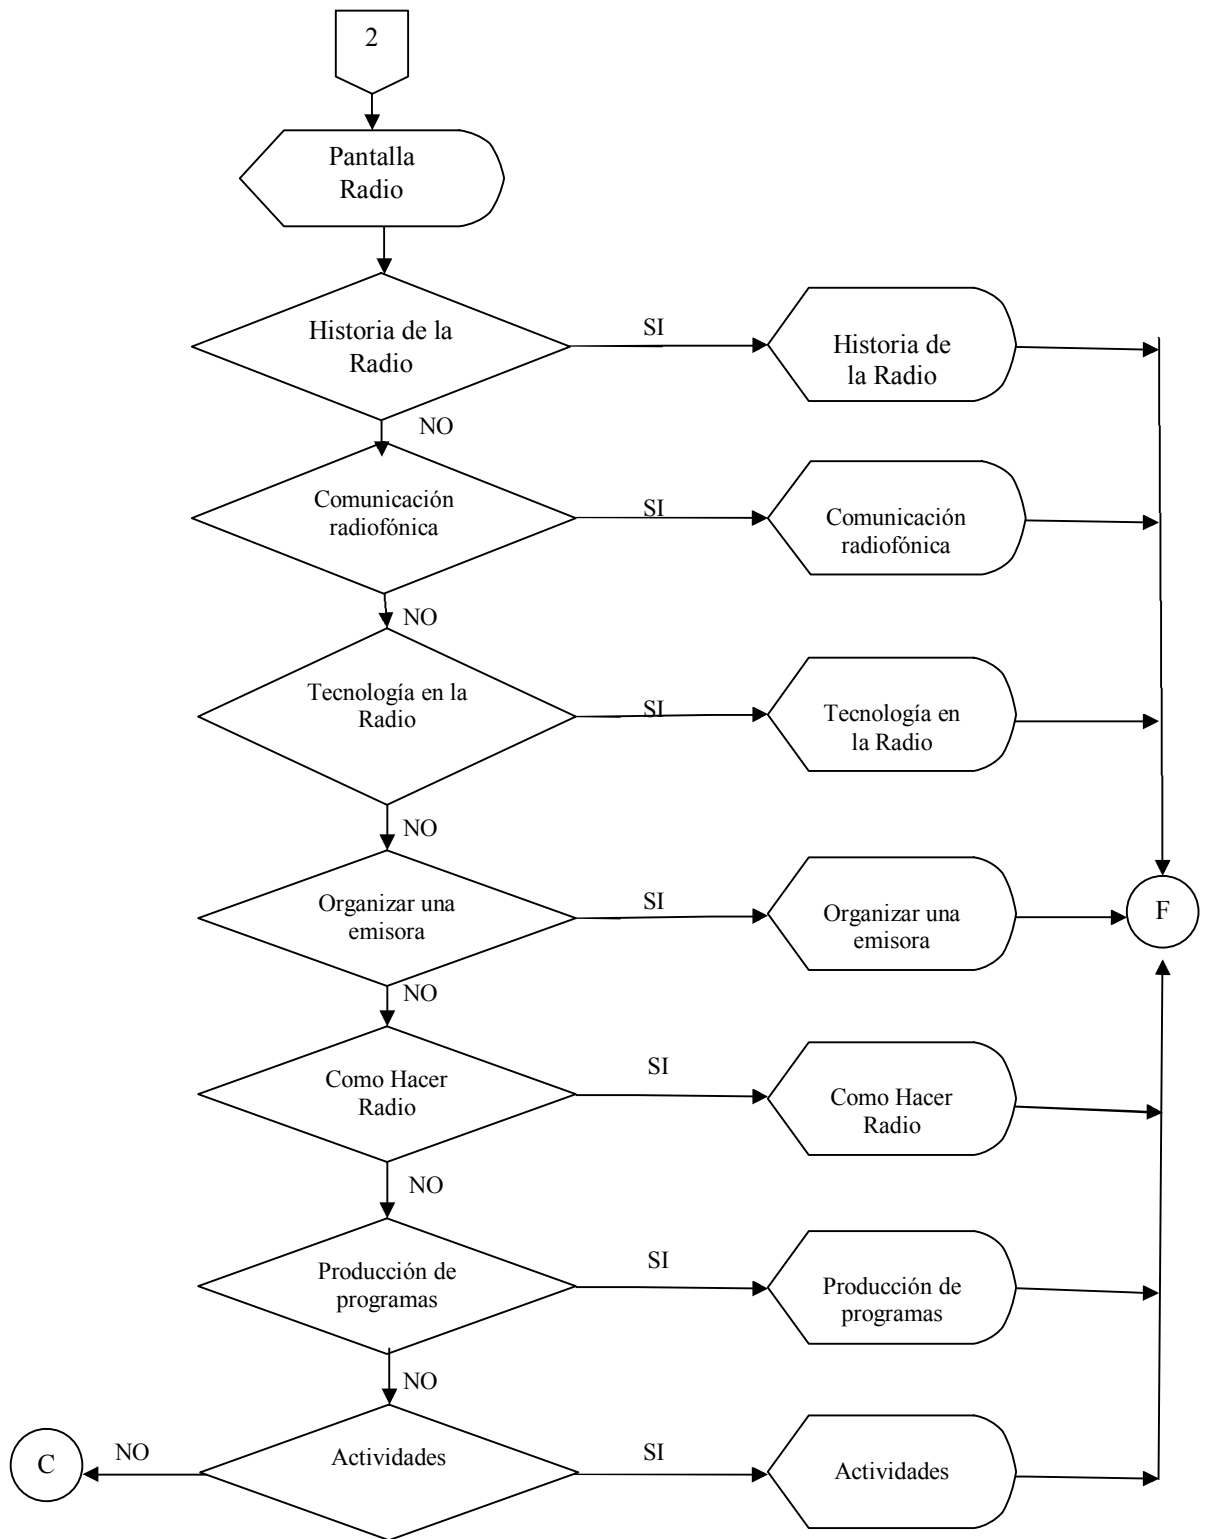 2
Pantalla
Radio
Historia de la
Radio
SI
Historia de
la Radio
NO
Comunicación
radiofónica
SI
Comunicación
radiofónica
NO
Tecnología en la
Radio
SI
Tecnología en
la Radio
NO
Organizar una
emisora
SI
Organizar una
emisora
F
NO
Como Hacer
Radio
SI
Como Hacer
Radio
NO
Producción de
programas
SI
Producción de
programas
NO
C
NO
Actividades
SI
Actividades